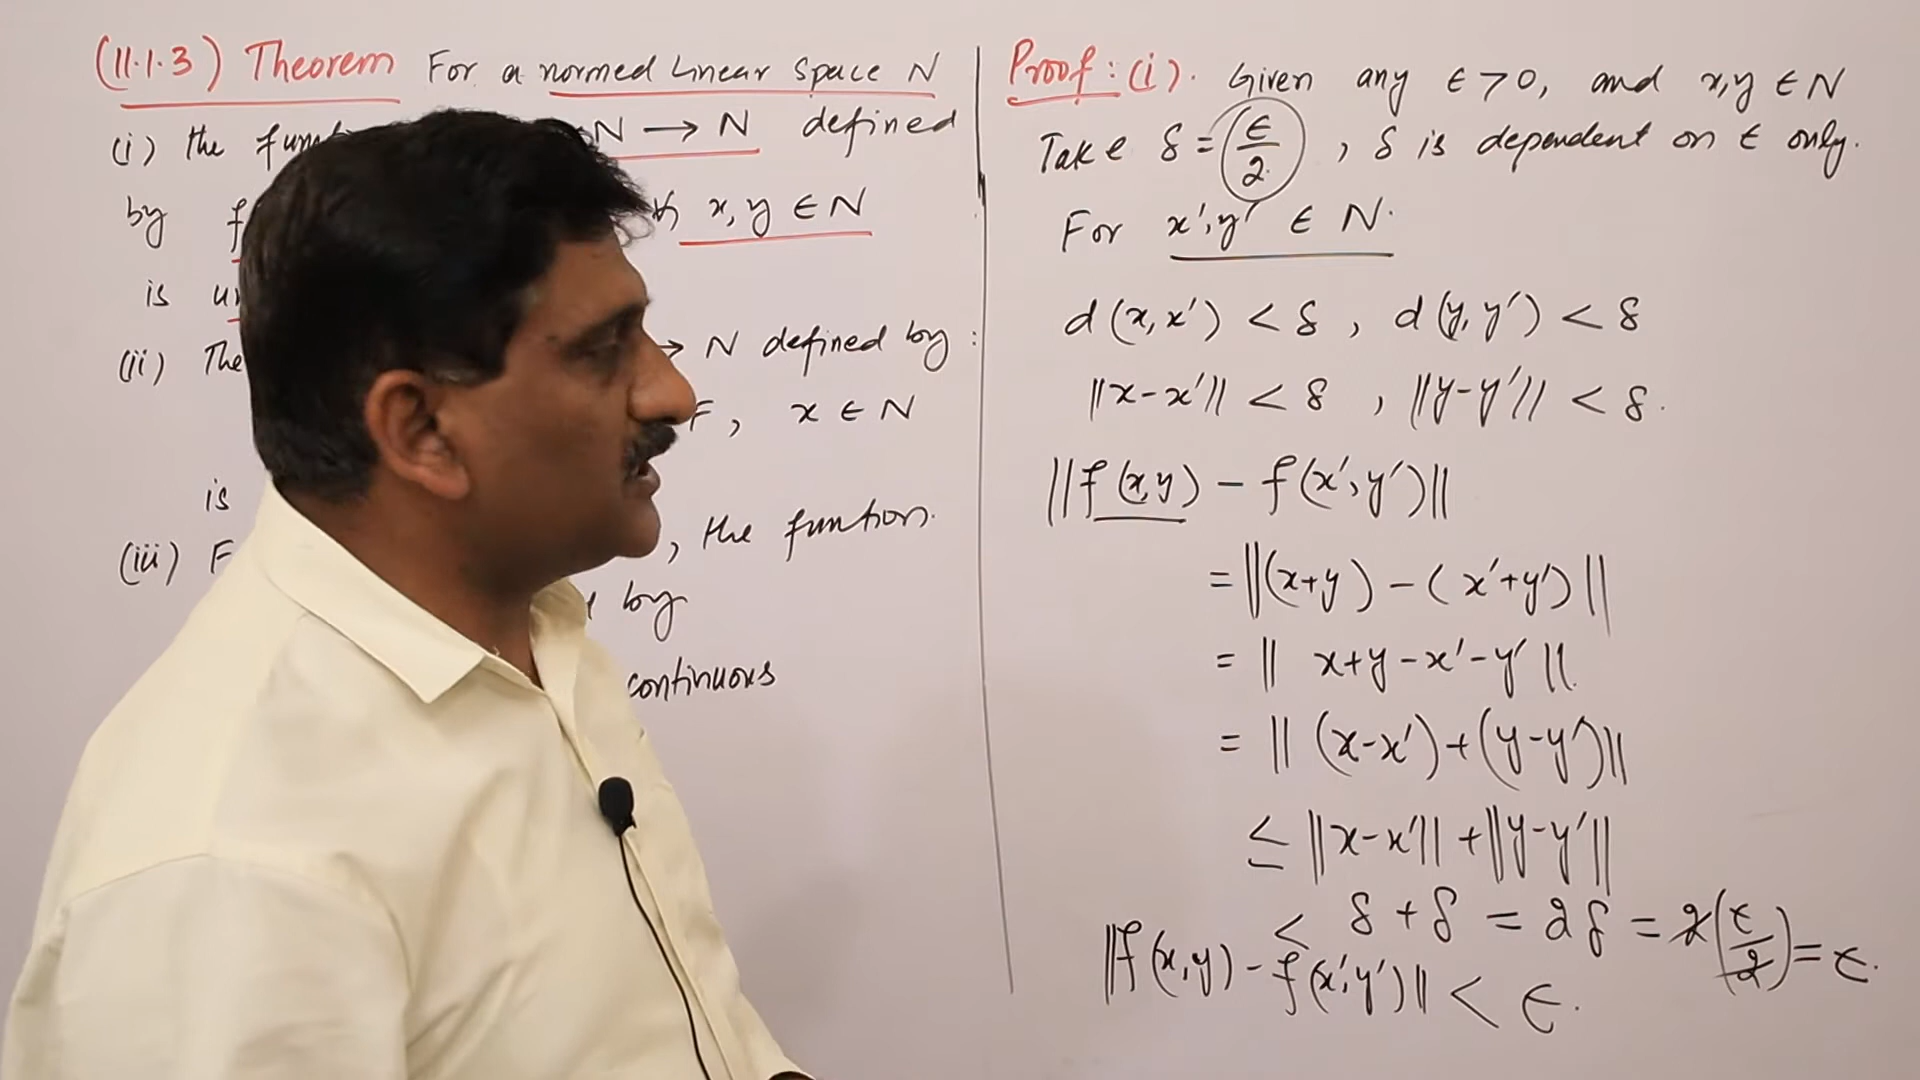 (11.1.3) Theorem For a normed Linear space N
(i) the N → N defined
by f x, y ∈ N
is
(ii) The → N defined by :
F, x ∈ N
is
(iii) F , the funtion.
by
continuous
Proof : (i). Given any ϵ > 0, and x,y ∈ N
Take δ = ϵ/2 , δ is dependent on ϵ only.
For x',y' ∈ N.
d(x, x') < δ , d(y, y') < δ
||x-x'|| < δ , ||y-y'|| < δ.
||f(x,y) - f(x',y')||
= ||(x+y) - (x'+y')||
= || x+y-x'-y' ||.
= || (x-x') + (y-y')||
≤ ||x-x'|| + ||y-y'||
< δ + δ = 2δ = 2(ϵ/2) = ϵ.
||f(x,y) - f(x',y')|| < ϵ.